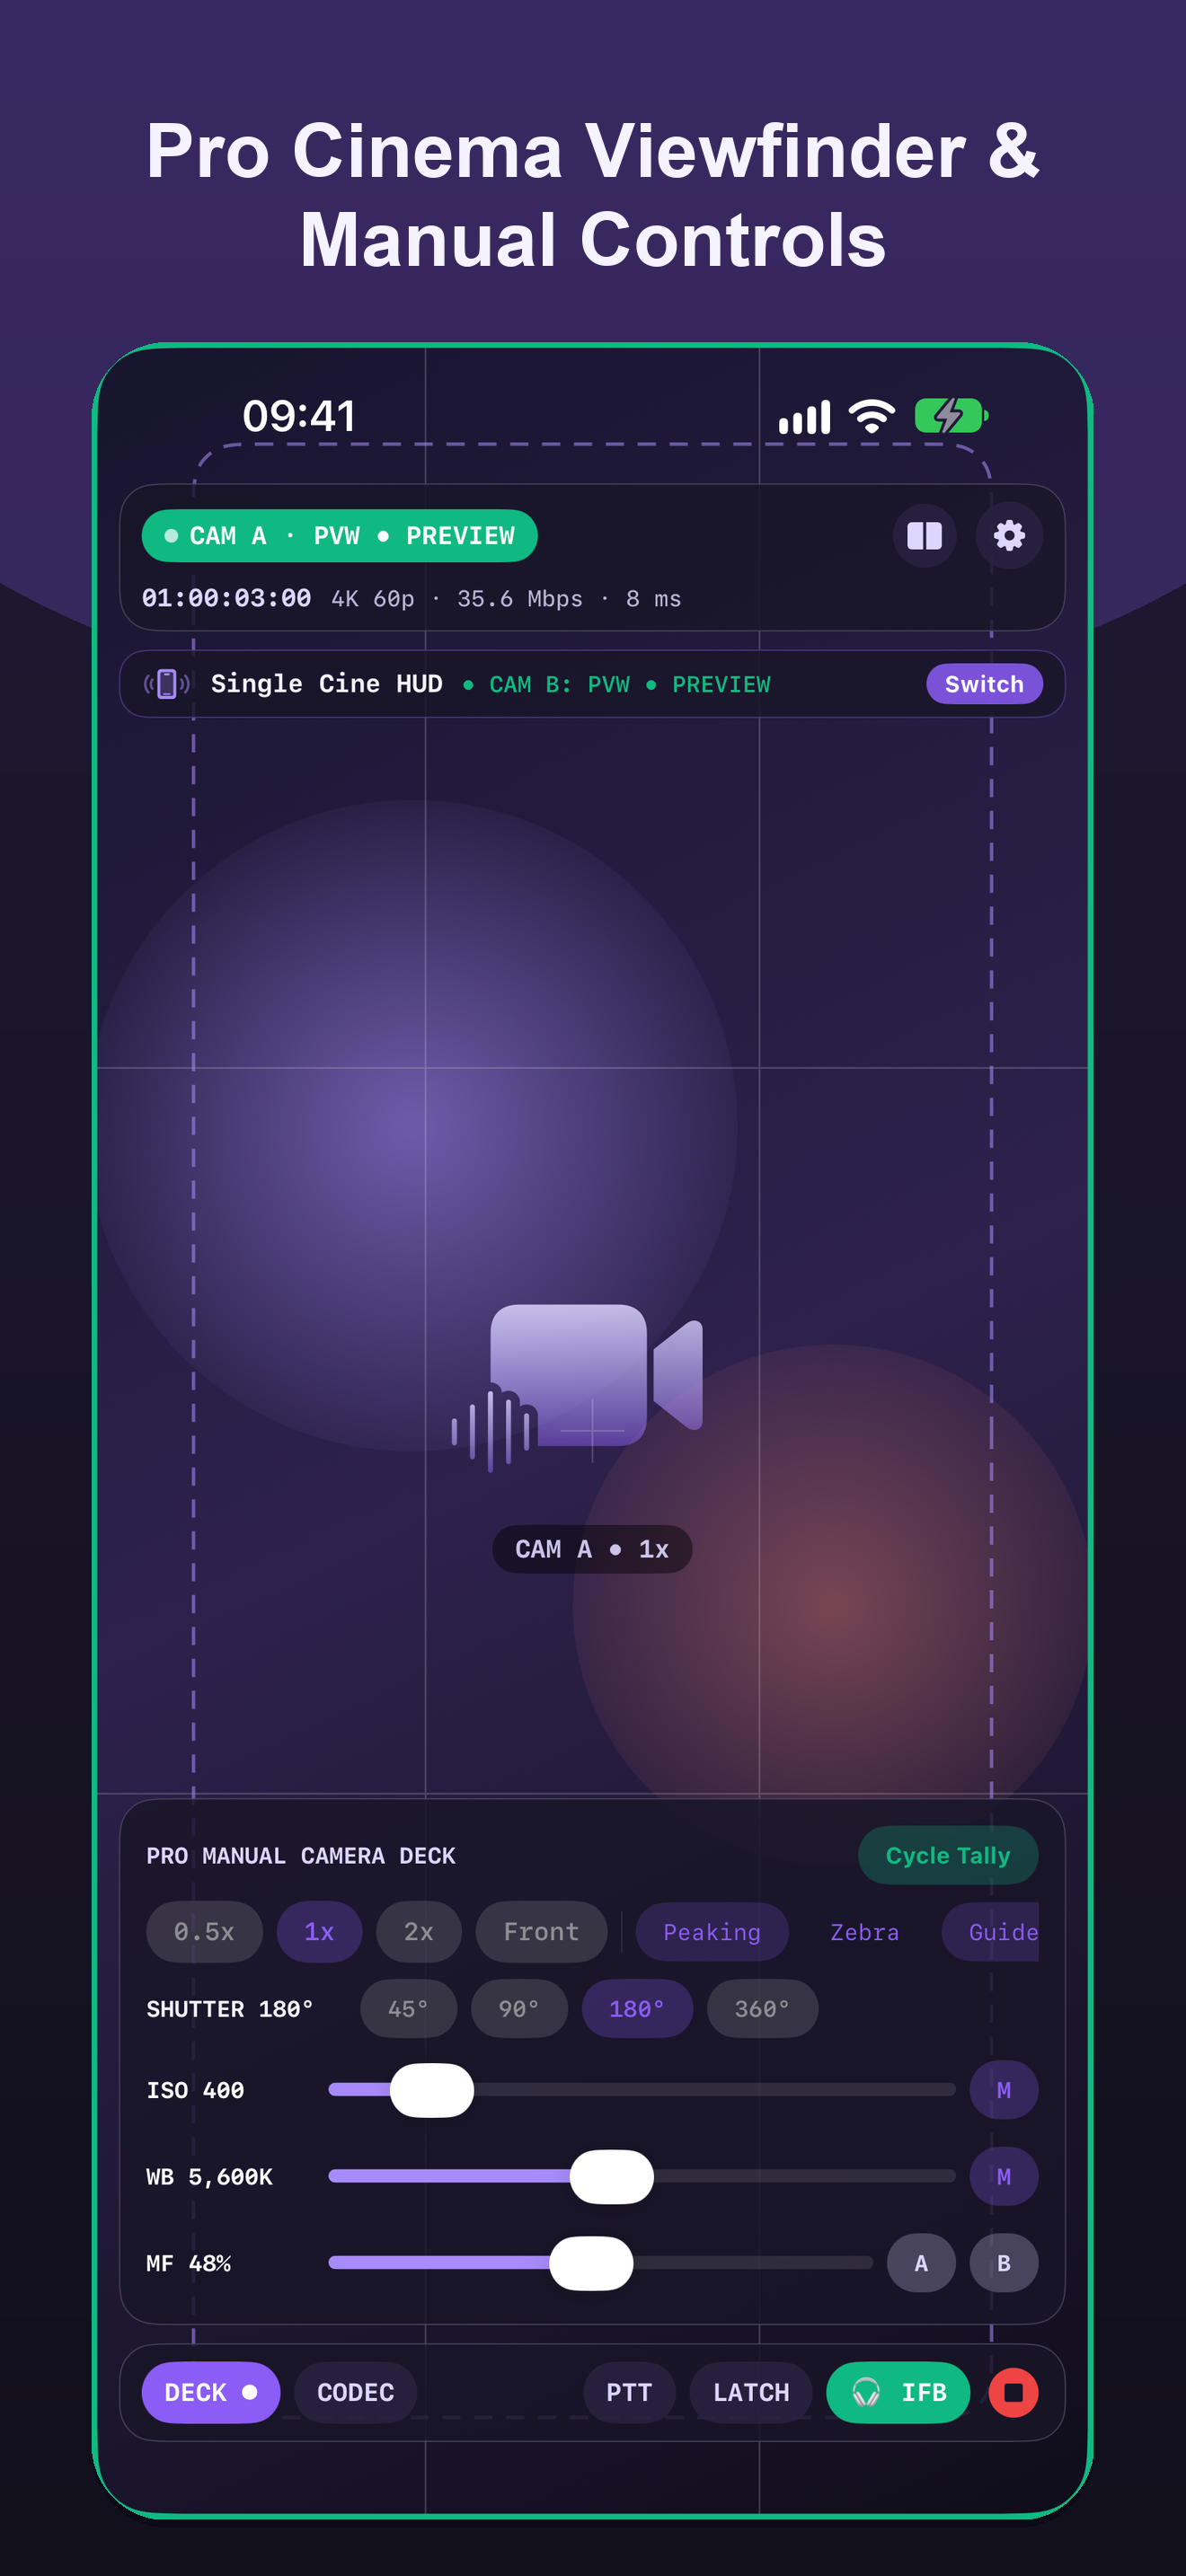 Pro Cinema Viewfinder &
Manual Controls
09:41
CAM A · PVW ● PREVIEW
01:00:03:00 4K 60p · 35.6 Mbps · 8 ms
Single Cine HUD ● CAM B: PVW ● PREVIEW Switch
CAM A ● 1x
PRO MANUAL CAMERA DECK Cycle Tally
0.5x 1x 2x Front Peaking Zebra Guide
SHUTTER 180° 45° 90° 180° 360°
ISO 400 M
WB 5,600K M
MF 48% A B
DECK ● CODEC PTT LATCH 🎧 IFB